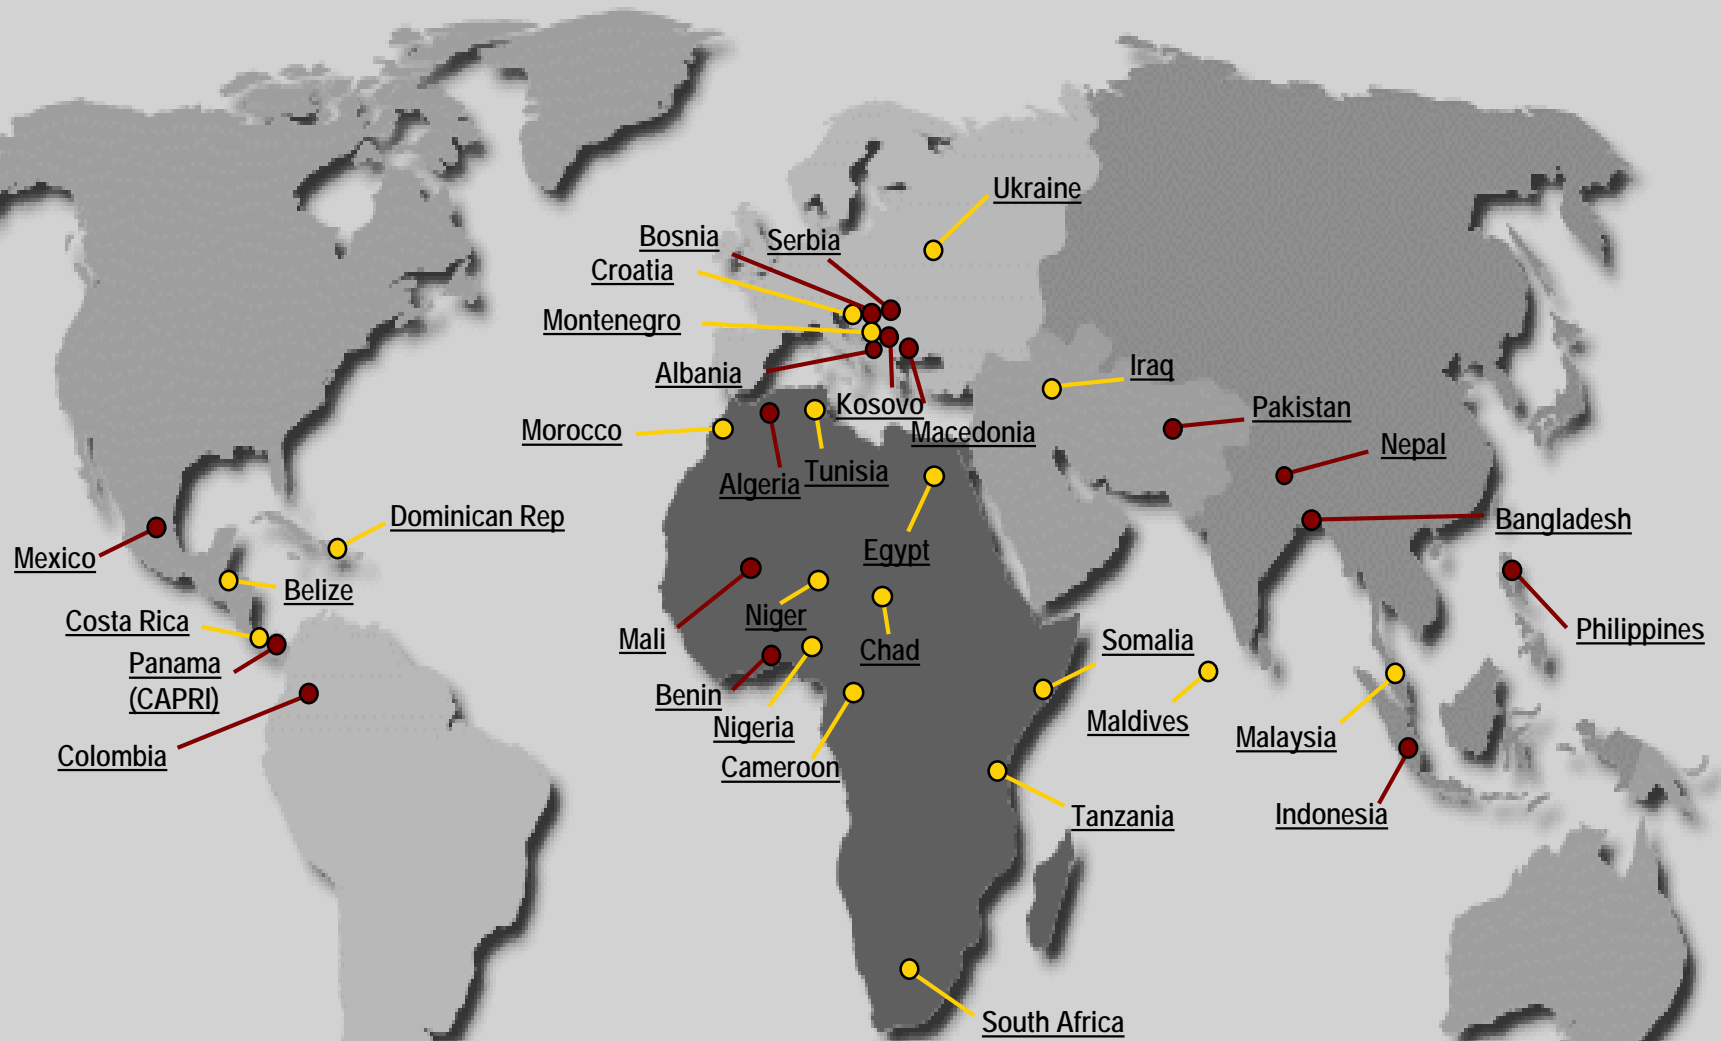 Ukraine
Bosnia
Serbia
Croatia
Montenegro
Albania
Iraq
Kosovo
Pakistan
Morocco
Macedonia
Nepal
Algeria
Tunisia
Dominican Rep
Bangladesh
Mexico
Egypt
Belize
Niger
Costa Rica
Mali
Chad
Somalia
Philippines
Panama
(CAPRI)
Benin
Maldives
Nigeria
Malaysia
Colombia
Cameroon
Indonesia
Tanzania
South Africa